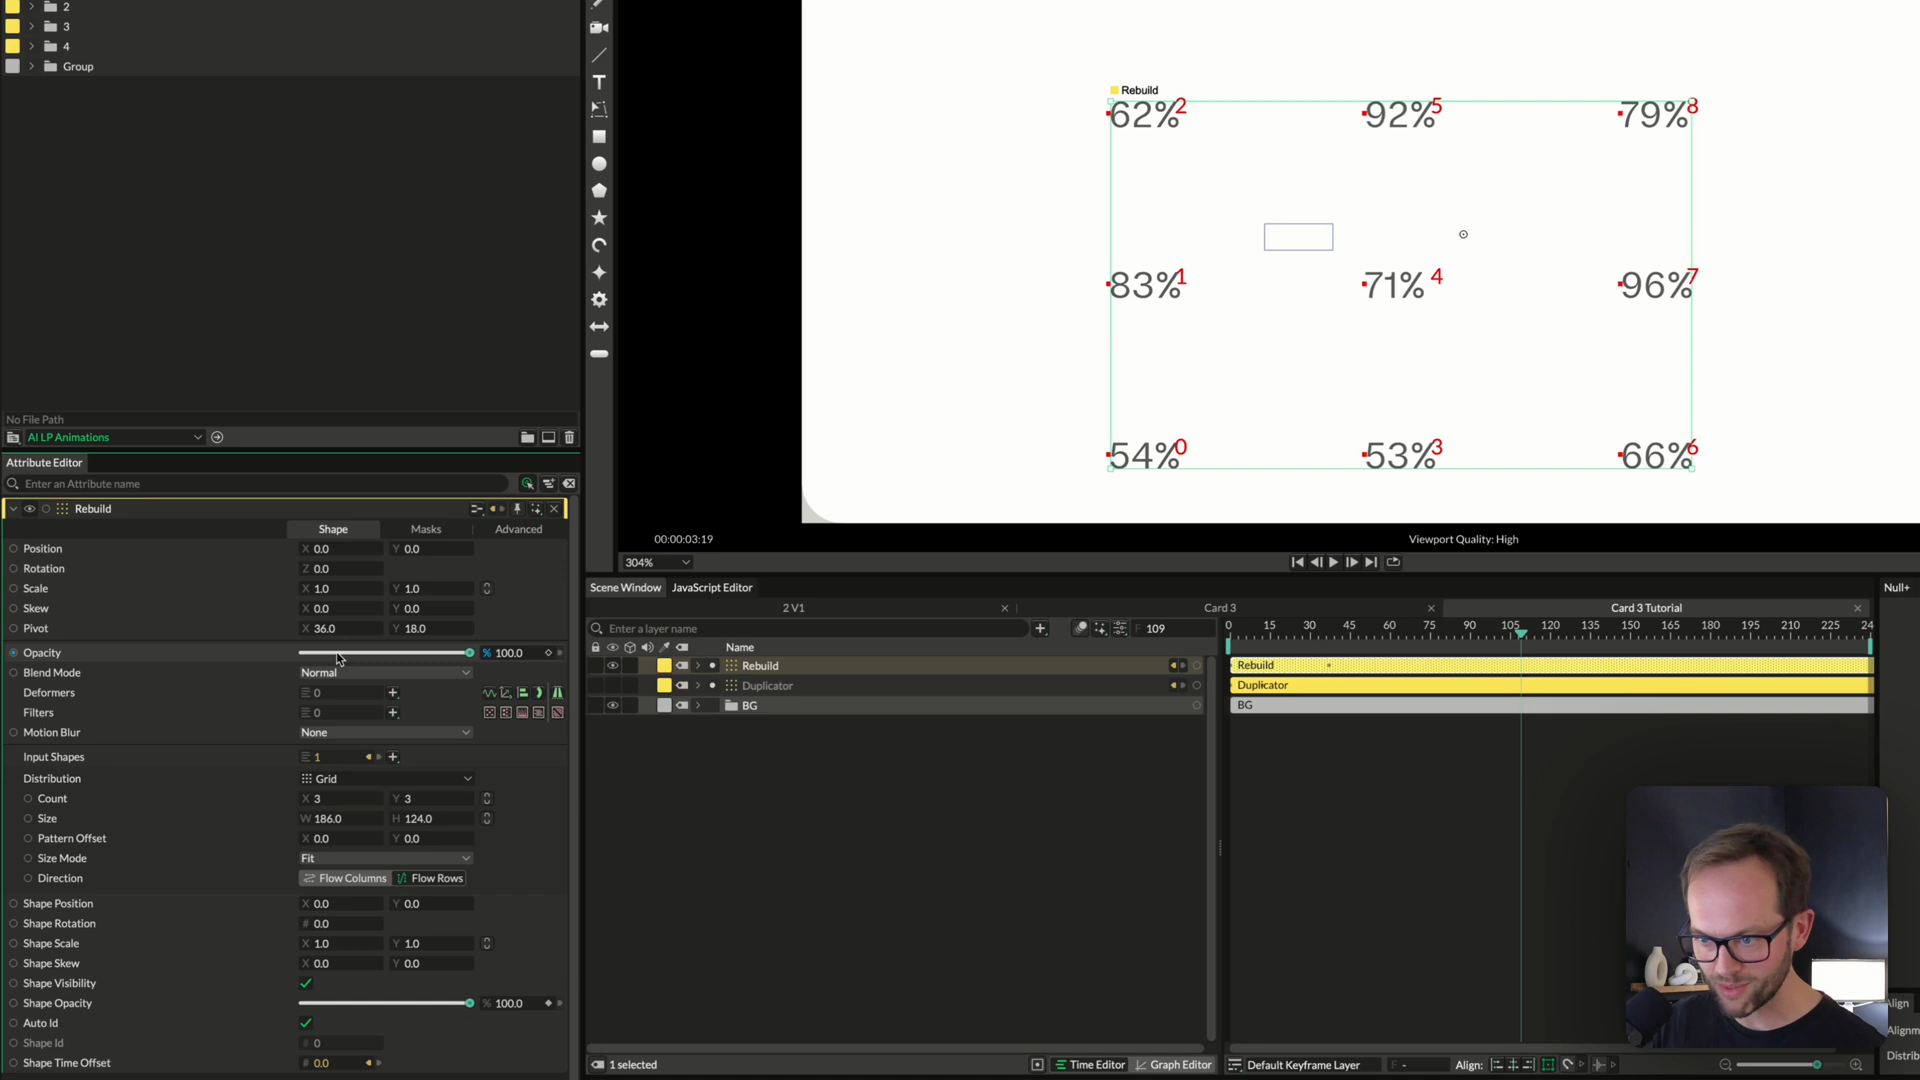 2
3
4
Group
No File Path
AI LP Animations
Attribute Editor
Enter an Attribute name
Rebuild
Shape Masks Advanced
Position X 0.0 Y 0.0
Rotation Z 0.0
Scale X 1.0 Y 1.0
Skew X 0.0 Y 0.0
Pivot X 36.0 Y 18.0
Opacity % 100.0
Blend Mode Normal
Deformers 0
Filters 0
Motion Blur None
Input Shapes 1
Distribution Grid
Count X 3 Y 3
Size W 186.0 H 124.0
Pattern Offset X 0.0 Y 0.0
Size Mode Fit
Direction Flow Columns Flow Rows
Shape Position X 0.0 Y 0.0
Shape Rotation # 0.0
Shape Scale X 1.0 Y 1.0
Shape Skew X 0.0 Y 0.0
Shape Visibility
Shape Opacity % 100.0
Auto Id
Shape Id # 0
Shape Time Offset # 0.0
T
Rebuild
62% 2 92% 5 79% 8
83% 1 71% 4 96% 7
54% 0 53% 3 66% 6
00:00:03:19 Viewport Quality: High
304%
Scene Window JavaScript Editor Null+
2 V1 Card 3 Card 3 Tutorial
Enter a layer name F 109 0 15 30 45 60 75 90 105 120 135 150 165 180 195 210 225 24
Name
Rebuild Rebuild
Duplicator Duplicator
BG BG
1 selected Time Editor Graph Editor Default Keyframe Layer F - Align:
Align
Alignm
Distrib